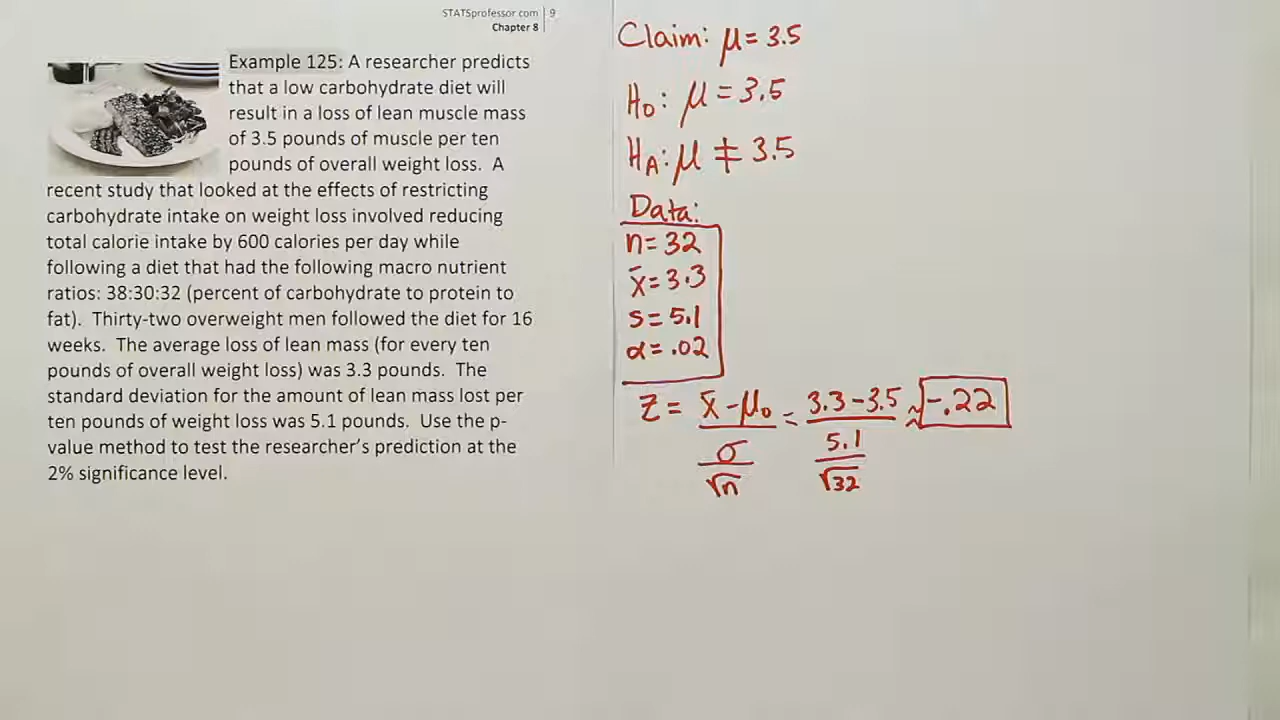 STATSprofessor com | 9
Chapter 8
Example 125: A researcher predicts
that a low carbohydrate diet will
result in a loss of lean muscle mass
of 3.5 pounds of muscle per ten
pounds of overall weight loss. A
recent study that looked at the effects of restricting
carbohydrate intake on weight loss involved reducing
total calorie intake by 600 calories per day while
following a diet that had the following macro nutrient
ratios: 38:30:32 (percent of carbohydrate to protein to
fat). Thirty-two overweight men followed the diet for 16
weeks. The average loss of lean mass (for every ten
pounds of overall weight loss) was 3.3 pounds. The
standard deviation for the amount of lean mass lost per
ten pounds of weight loss was 5.1 pounds. Use the p-
value method to test the researcher's prediction at the
2% significance level.
Claim: μ = 3.5
H₀: μ = 3.5
H_A: μ ≠ 3.5
Data:
n = 32
x̄ = 3.3
s = 5.1
α = .02
Z = x̄ - μ₀ = 3.3 - 3.5 ≈ -.22
σ 5.1
√n √32